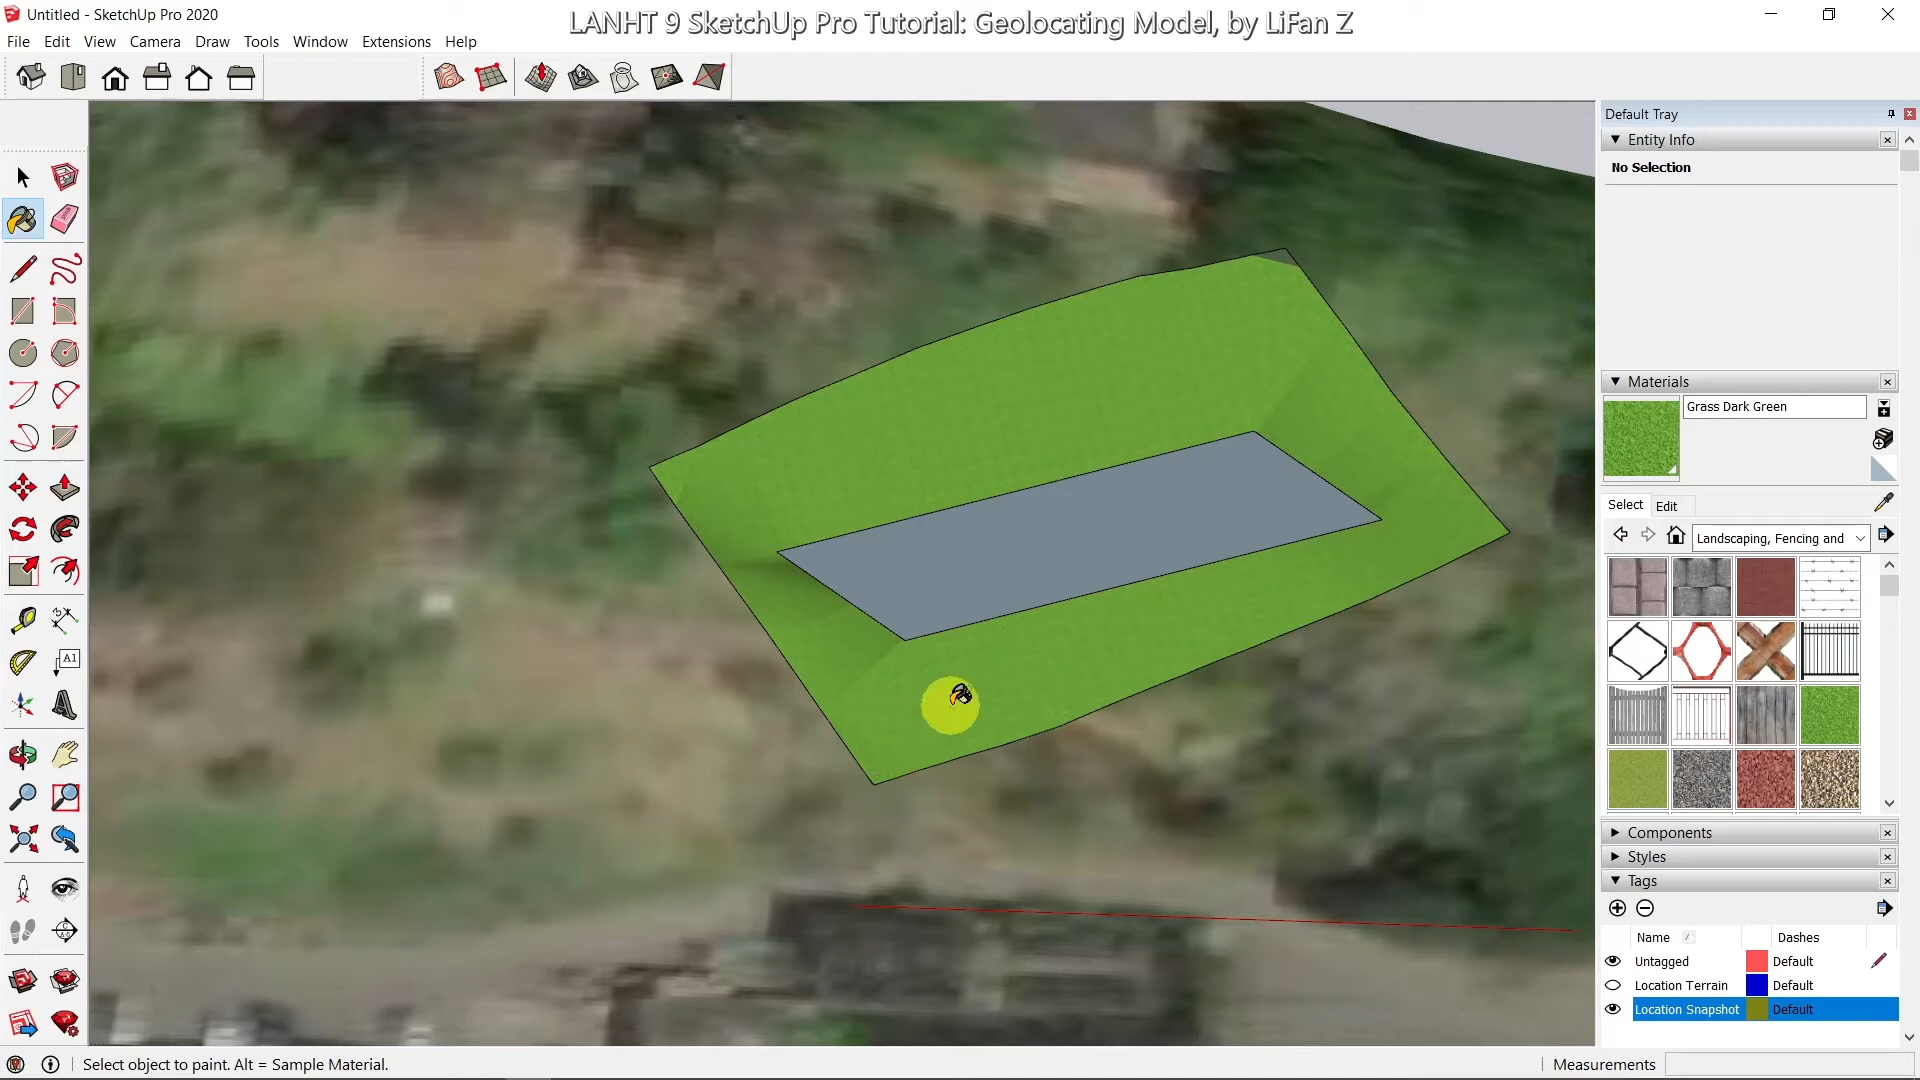 Untitled - SketchUp Pro 2020
LANHT 9 SketchUp Pro Tutorial: Geolocating Model, by LiFan Z
File Edit View Camera Draw Tools Window Extensions Help
Default Tray
Entity Info
No Selection
Materials
Grass Dark Green
Select Edit
Landscaping, Fencing and
A1
Components
Styles
Tags
Name Dashes
Untagged Default
Location Terrain Default
Location Snapshot Default
Select object to paint. Alt = Sample Material.
Measurements